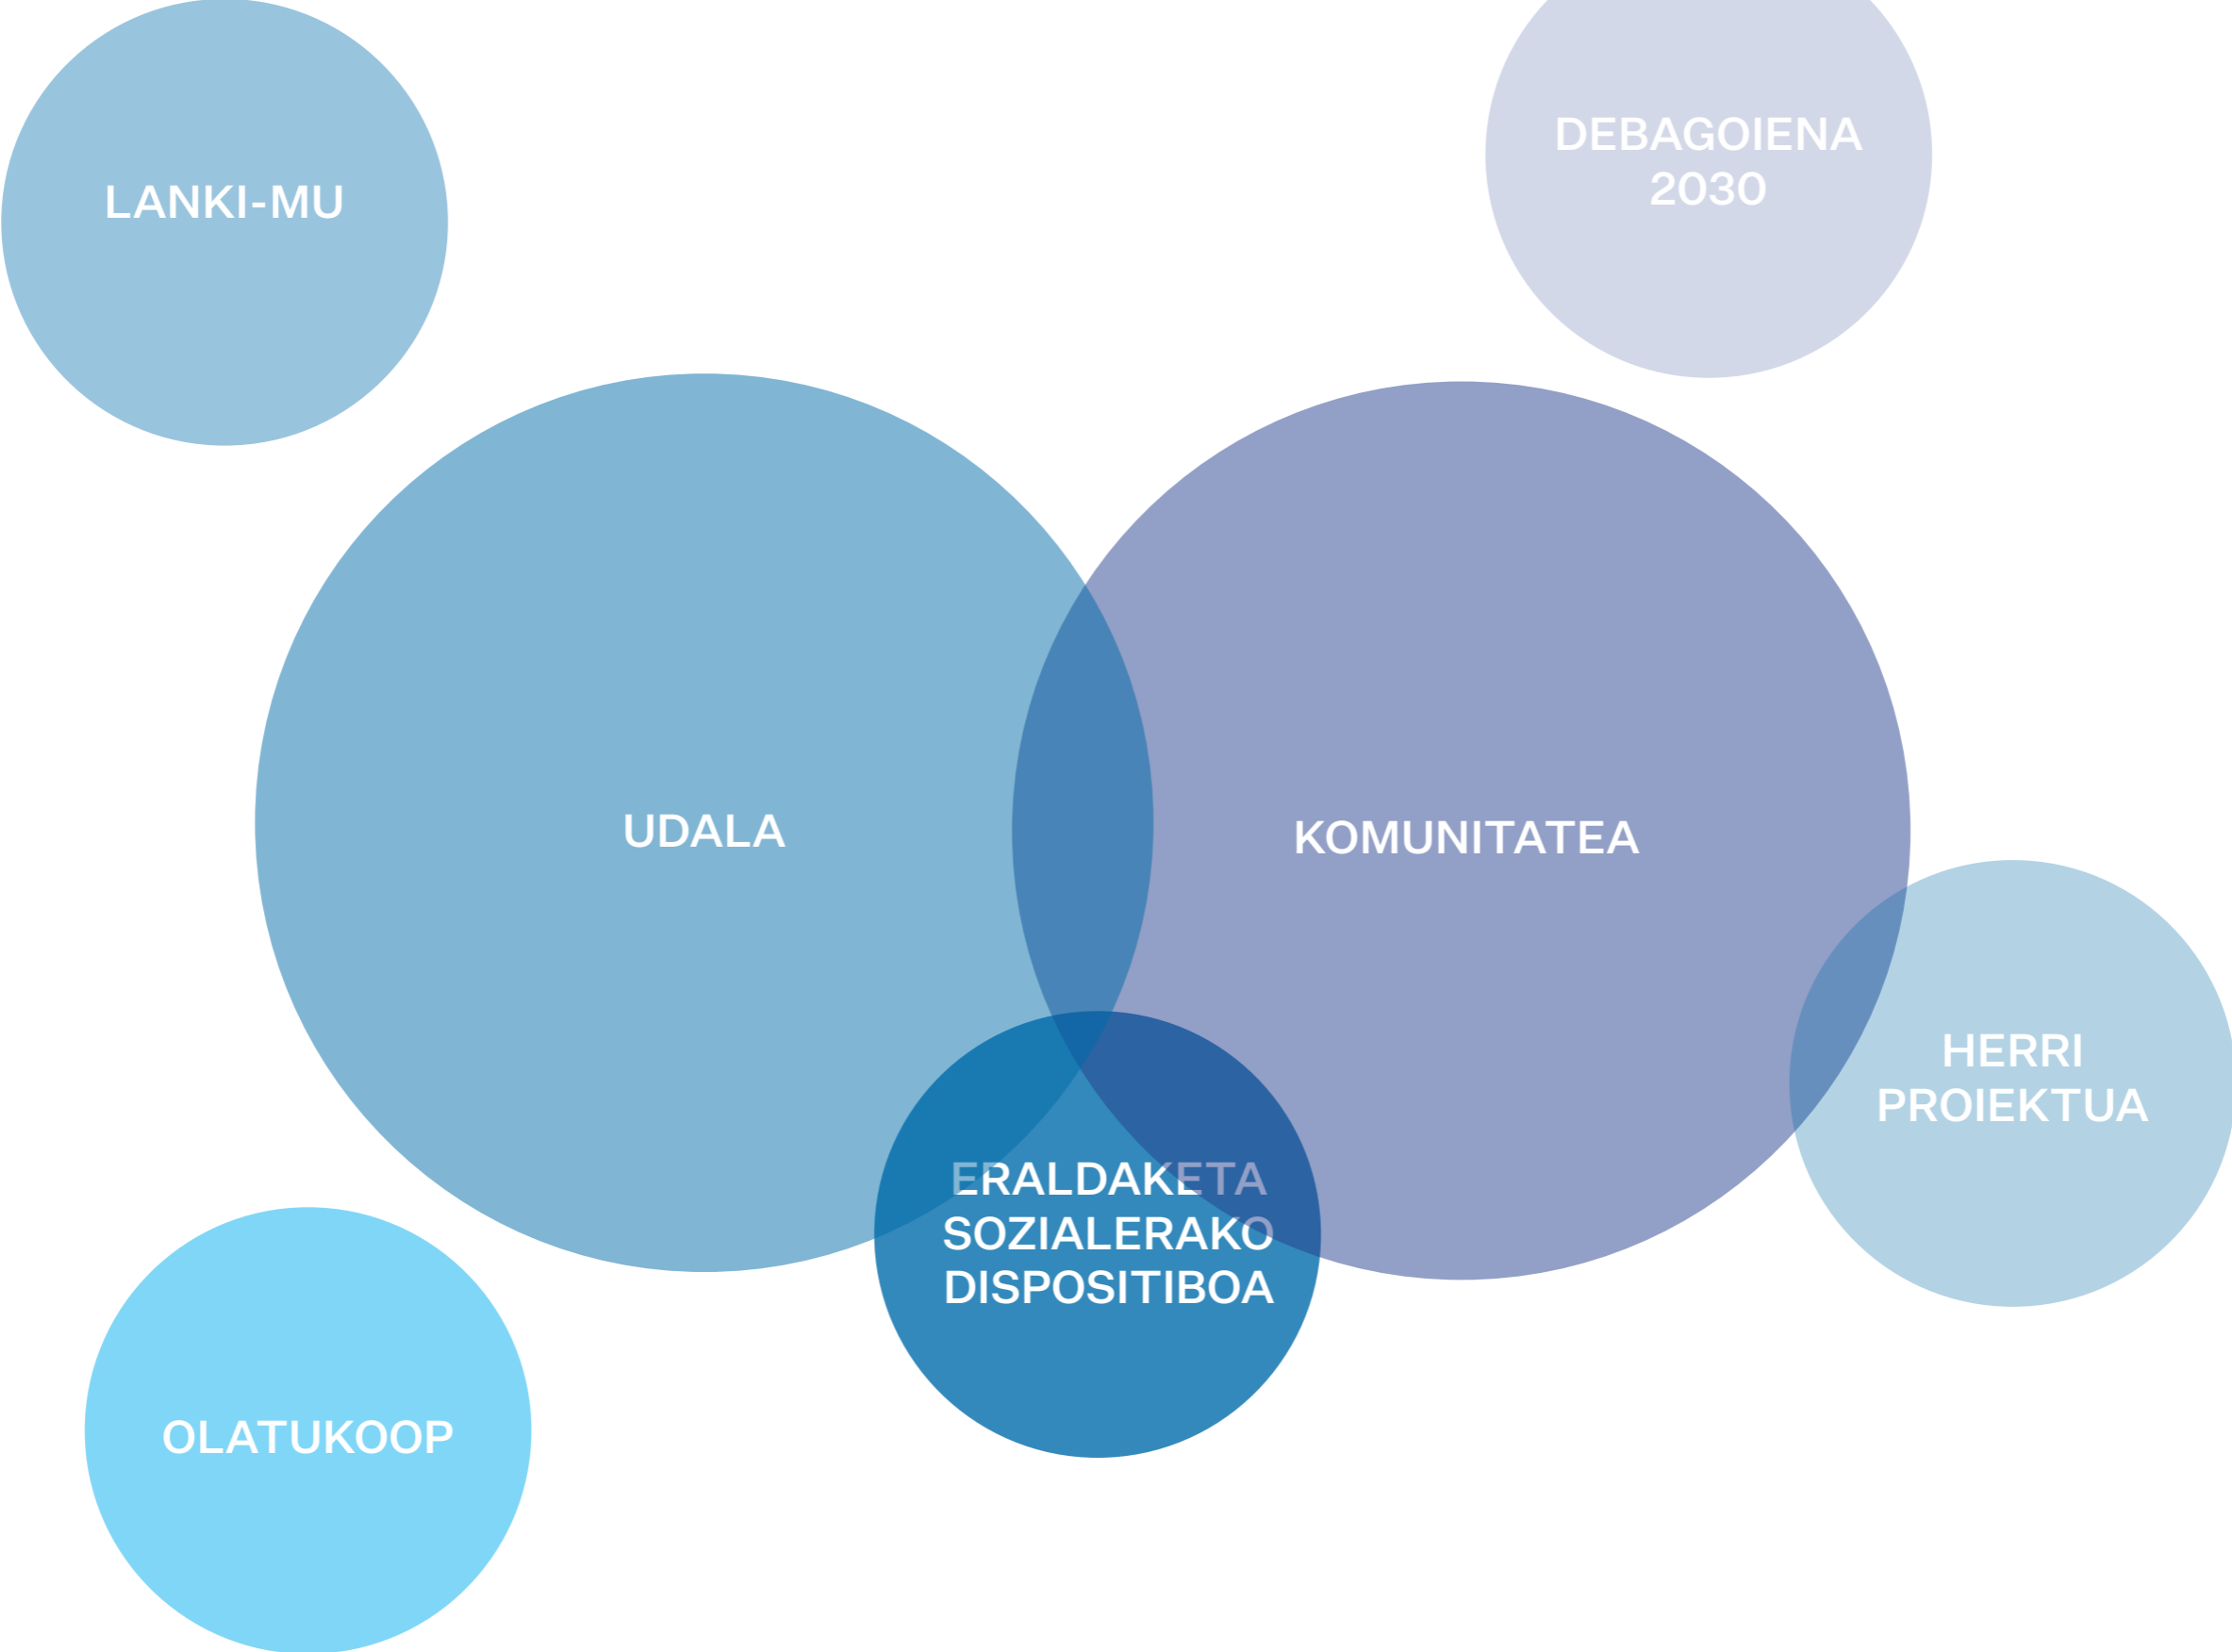 LANKI-MU
DEBAGOIENA
2030
UDALA
KOMUNITATEA
HERRI
PROIEKTUA
ERALDAKETA
SOZIALERAKO
DISPOSITIBOA
OLATUKOOP